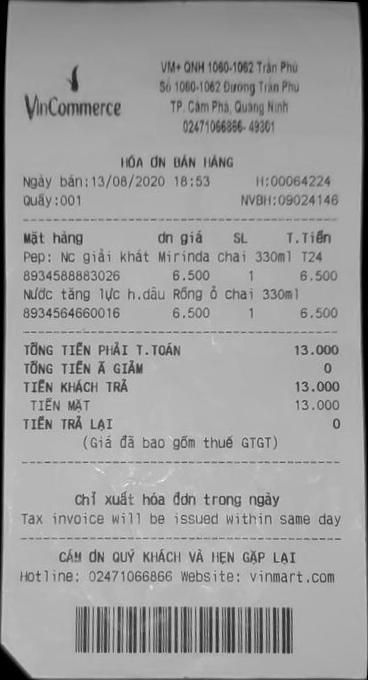 VinCommerce
VM+ QNH 1060-1062 Trần Phú
Số 1060-1062 Đường Trần Phú
TP. Cẩm Phả, Quảng Ninh
02471066866- 49301
HÓA ƠN BÁN HÀNG
Ngày bán:13/08/2020 18:53 H:00064224
Quầy:001 NVBH:09024146
Mặt hàng ơn giá SL T.Tiền
Pep: Nc giải khát Mirinda chai 330ml T24
8934588883026 6.500 1 6.500
Nước tăng lực h.dâu Rồng ỏ chai 330ml
8934564660016 6.500 1 6.500
TỔNG TIỀN PHẢI T.TOÁN 13.000
TỔNG TIỀN Ã GIẢM 0
TIỀN KHÁCH TRẢ 13.000
TIỀN MẶT 13.000
TIỀN TRẢ LẠI 0
(Giá đã bao gồm thuế GTGT)
Chỉ xuất hóa đơn trong ngày
Tax invoice will be issued within same day
CẢM ƠN QUÝ KHÁCH VÀ HẸN GẶP LẠI
Hotline: 02471066866 Website: vinmart.com